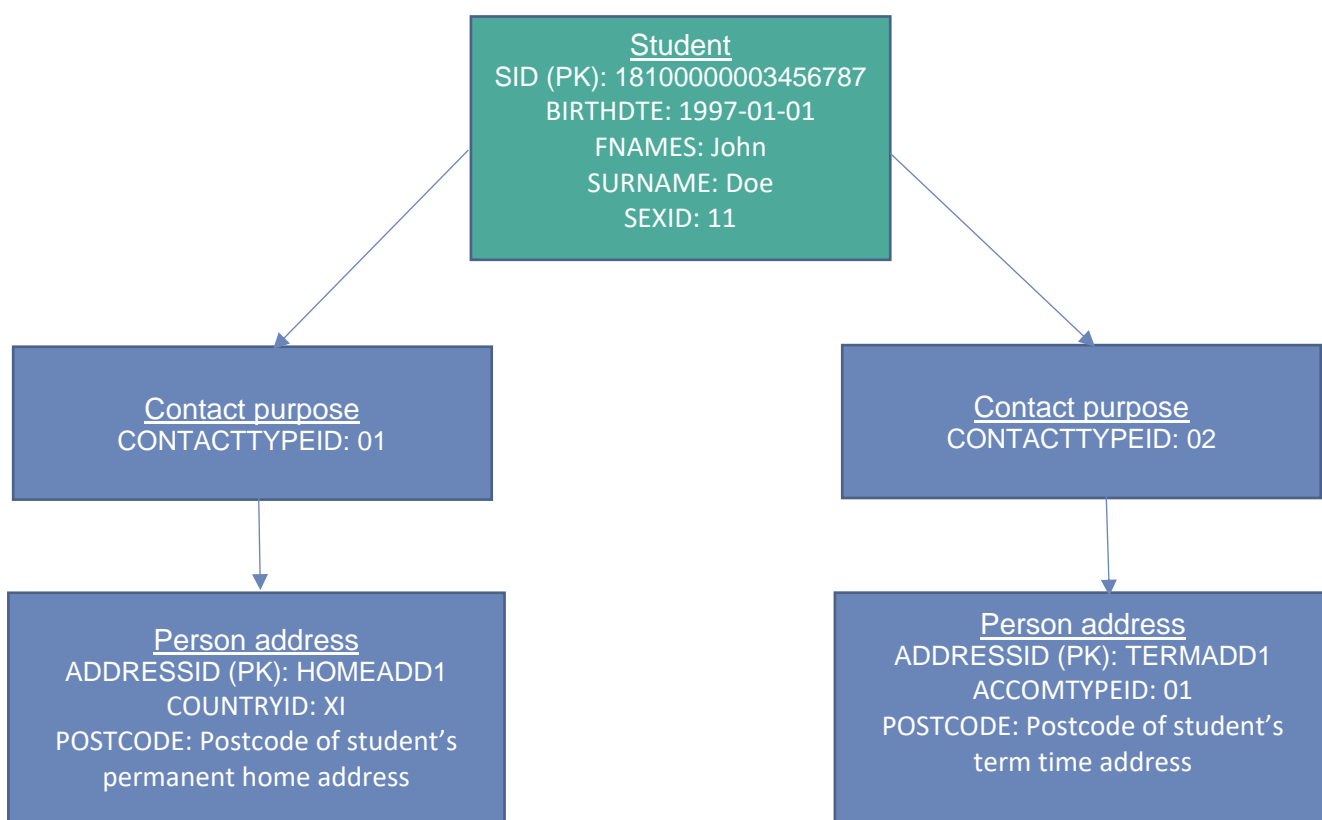 Student
SID (PK): 18100000003456787
BIRTHDTE: 1997-01-01
FNAMES: John
SURNAME: Doe
SEXID: 11
Contact purpose
CONTACTTYPEID: 01
Contact purpose
CONTACTTYPEID: 02
Person address
ADDRESSID (PK): HOMEADD1
COUNTRYID: XI
POSTCODE: Postcode of student’s
permanent home address
Person address
ADDRESSID (PK): TERMADD1
ACCOMTYPEID: 01
POSTCODE: Postcode of student’s
term time address